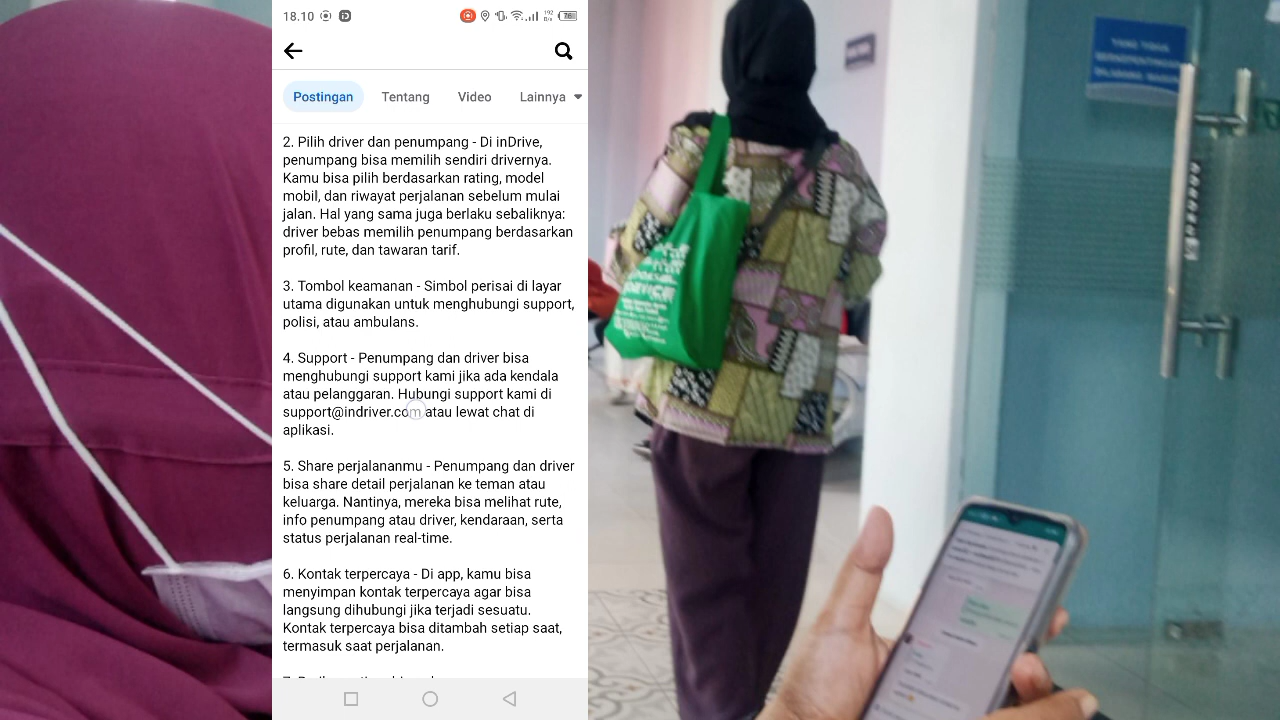 18.10
Postingan
Tentang
Video
Lainnya
2. Pilih driver dan penumpang - Di inDrive,
penumpang bisa memilih sendiri drivernya.
Kamu bisa pilih berdasarkan rating, model
mobil, dan riwayat perjalanan sebelum mulai
jalan. Hal yang sama juga berlaku sebaliknya:
driver bebas memilih penumpang berdasarkan
profil, rute, dan tawaran tarif.
3. Tombol keamanan - Simbol perisai di layar
utama digunakan untuk menghubungi support,
polisi, atau ambulans.
4. Support - Penumpang dan driver bisa
menghubungi support kami jika ada kendala
atau pelanggaran. Hubungi support kami di
support@indriver.com atau lewat chat di
aplikasi.
5. Share perjalananmu - Penumpang dan driver
bisa share detail perjalanan ke teman atau
keluarga. Nantinya, mereka bisa melihat rute,
info penumpang atau driver, kendaraan, serta
status perjalanan real-time.
6. Kontak terpercaya - Di app, kamu bisa
menyimpan kontak terpercaya agar bisa
langsung dihubungi jika terjadi sesuatu.
Kontak terpercaya bisa ditambah setiap saat,
termasuk saat perjalanan.
YANG TIDAK
BERKEPENTINGAN
DILARANG MASUK